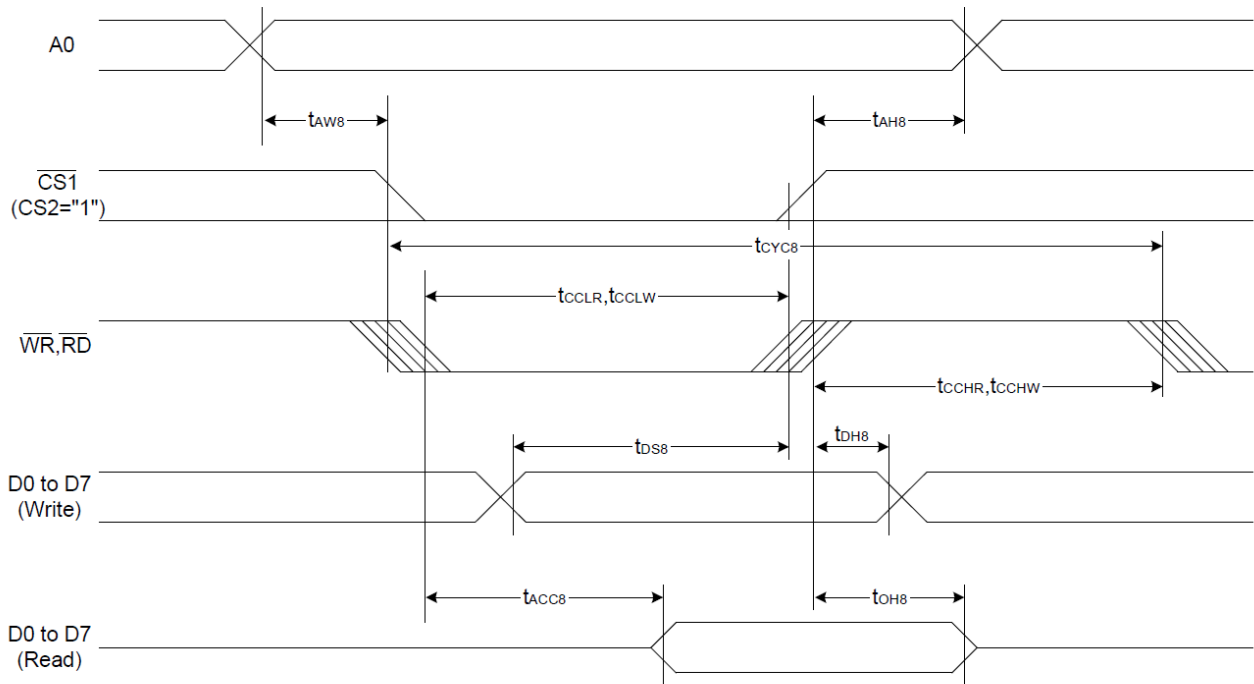 A0
tAW8
tAH8
CS1
(CS2="1")
tCYC8
tCCLR,tCCLW
WR,RD
tCCHR,tCCHW
tDS8
tDH8
D0 to D7
(Write)
tACC8
tOH8
D0 to D7
(Read)